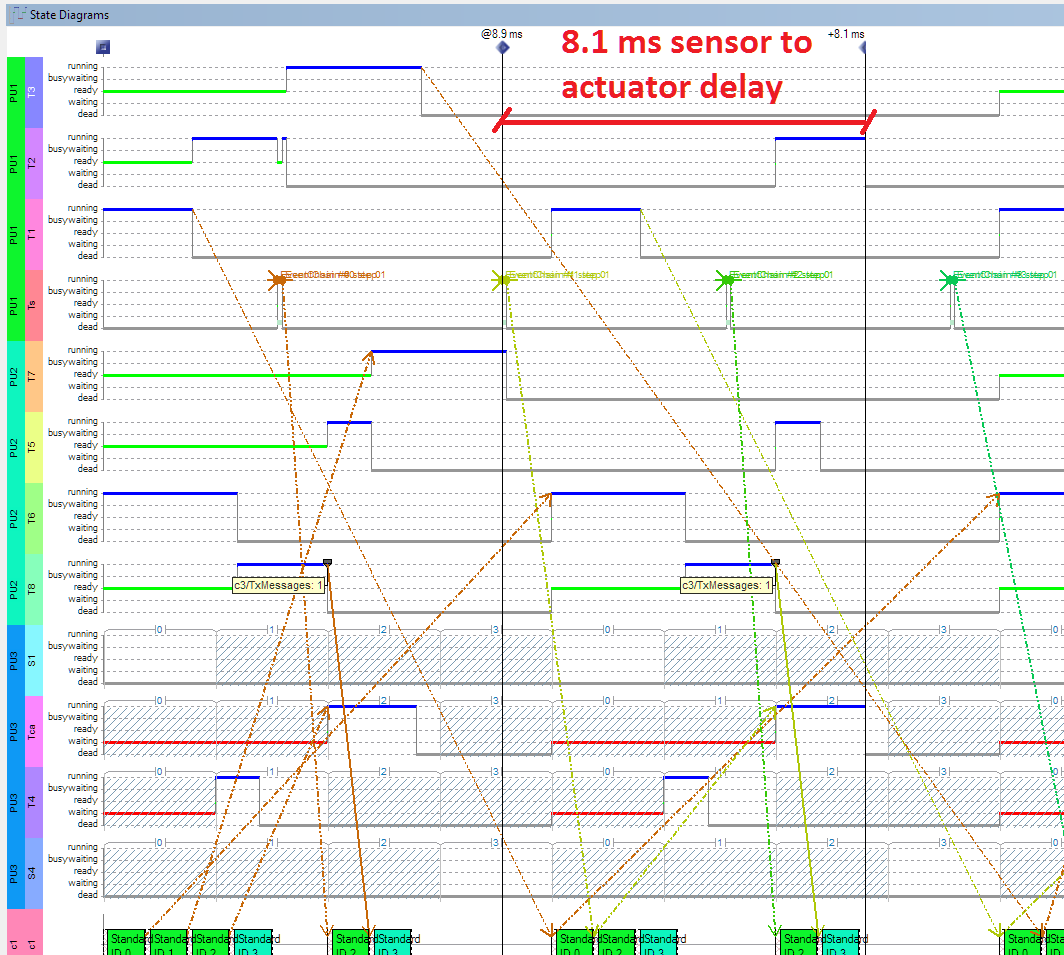 State Diagrams
@8.9 ms
+8.1 ms
8.1 ms sensor to
actuator delay
PU1
T3
running
busywaiting
ready
waiting
dead
PU1
T2
running
busywaiting
ready
waiting
dead
PU1
T1
running
busywaiting
ready
waiting
dead
PU1
Ts
running
busywaiting
ready
waiting
dead
PU2
T7
running
busywaiting
ready
waiting
dead
PU2
T5
running
busywaiting
ready
waiting
dead
PU2
T6
running
busywaiting
ready
waiting
dead
PU2
T8
running
busywaiting
ready
waiting
dead
c3/TxMessages: 1
c3/TxMessages: 1
PU3
S1
running
busywaiting
ready
waiting
dead
|0| |1| |2| |3| |0| |1| |2| |3| |0
PU3
Tca
running
busywaiting
ready
waiting
dead
|0| |1| |2| |3| |0| |1| |2| |3| |0
PU3
T4
running
busywaiting
ready
waiting
dead
|0| |1| |2| |3| |0| |1| |2| |3| |0
PU3
S4
running
busywaiting
ready
waiting
dead
|0| |1| |2| |3| |0| |1| |2| |3| |0
c1
c1
Standard
ID 0
Standard
ID 1
Standard
ID 2
Standard
ID 3
Standard
ID 2
Standard
ID 3
Standard
ID 0
Standard
ID 2
Standard
ID 3
Standard
ID 2
Standard
ID 3
Standard
ID 0